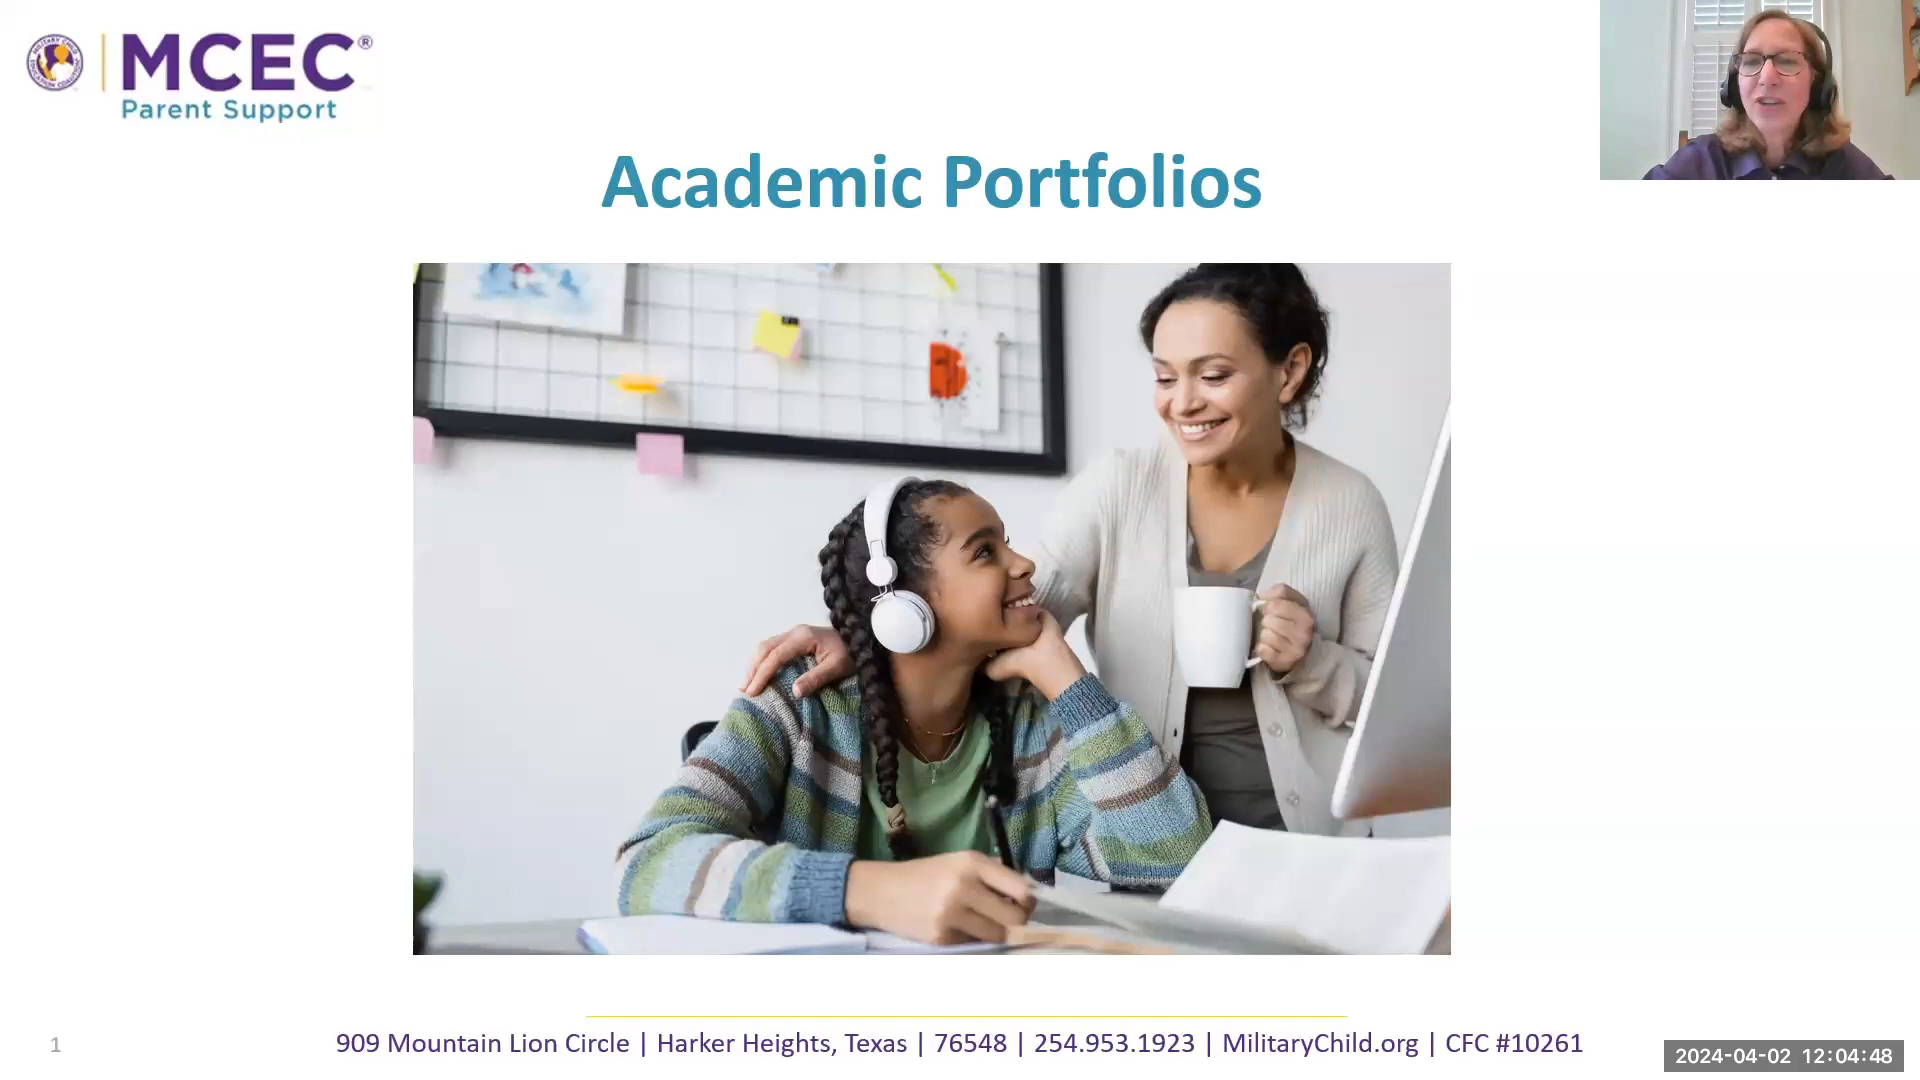 MCEC®
Parent Support
Academic Portfolios
1
909 Mountain Lion Circle | Harker Heights, Texas | 76548 | 254.953.1923 | MilitaryChild.org | CFC #10261
2024-04-02 12:04:48